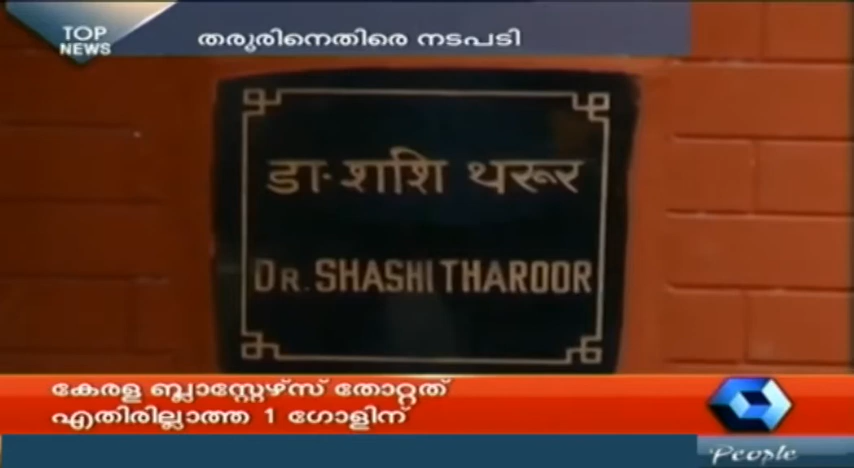 TOP
NEWS
തരൂരിനെതിരെ നടപടി
डा. शशि थरूर
DR. SHASHI THAROOR
കേരള ബ്ലാസ്റ്റേഴ്സ് തോറ്റത്
എതിരില്ലാത്ത 1 ഗോളിന്
People